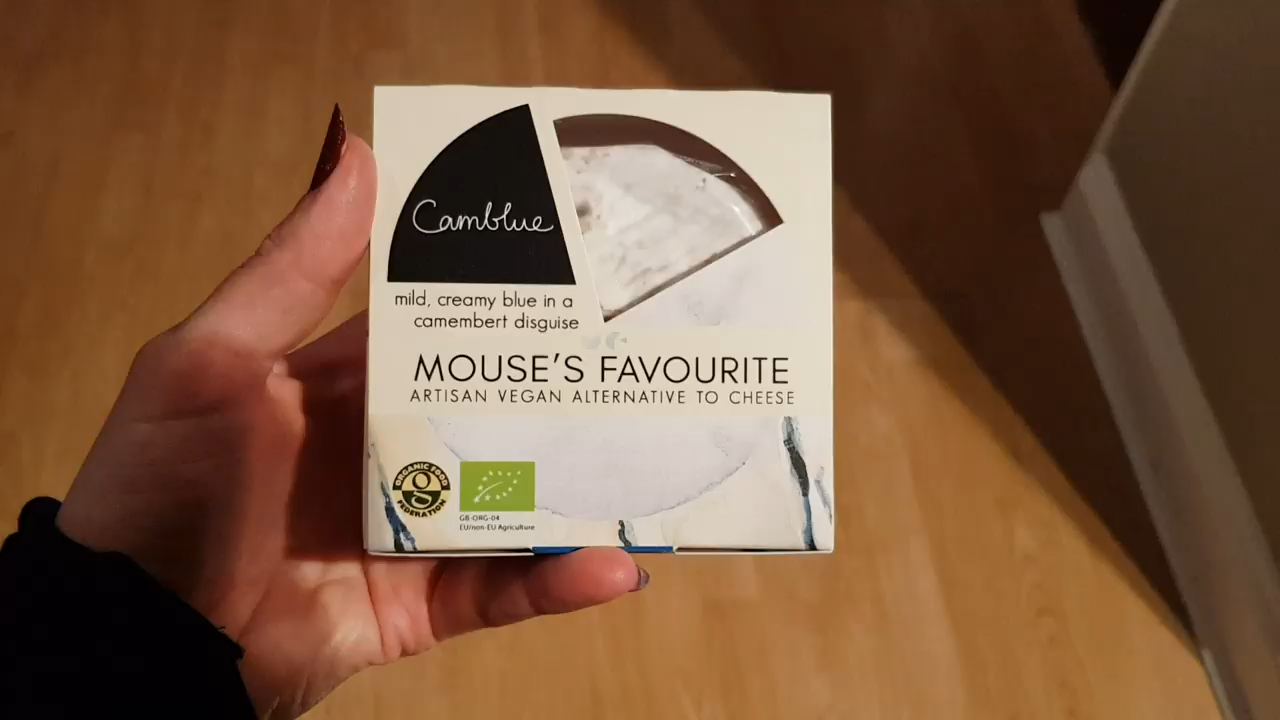 Camblue
mild, creamy blue in a
camembert disguise
MOUSE'S FAVOURITE
ARTISAN VEGAN ALTERNATIVE TO CHEESE
ORGANIC FOOD
FEDERATION
GB-ORG-04
EU/non-EU Agriculture